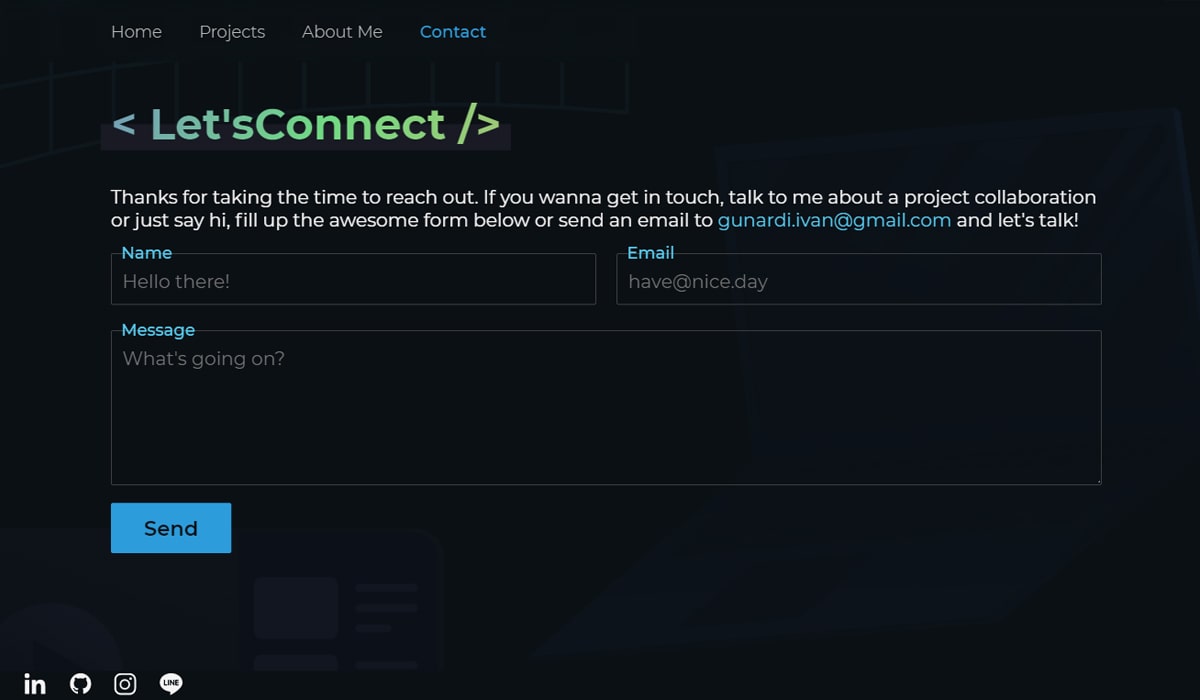 Home Projects About Me Contact
< Let'sConnect />
Thanks for taking the time to reach out. If you wanna get in touch, talk to me about a project collaboration
or just say hi, fill up the awesome form below or send an email to gunardi.ivan@gmail.com and let's talk!
Name Email
Hello there! have@nice.day
Message
What's going on?
Send
in LINE